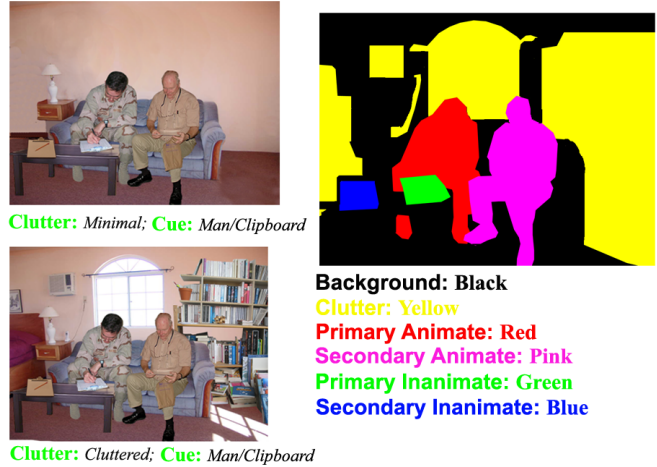 Clutter: Minimal; Cue: Man/Clipboard
Clutter: Cluttered; Cue: Man/Clipboard
Background: Black
Clutter: Yellow
Primary Animate: Red
Secondary Animate: Pink
Primary Inanimate: Green
Secondary Inanimate: Blue